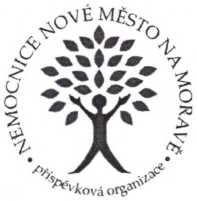 • NEMOCNICE NOVÉ MĚSTO NA MORAVĚ •
příspěvková organizace